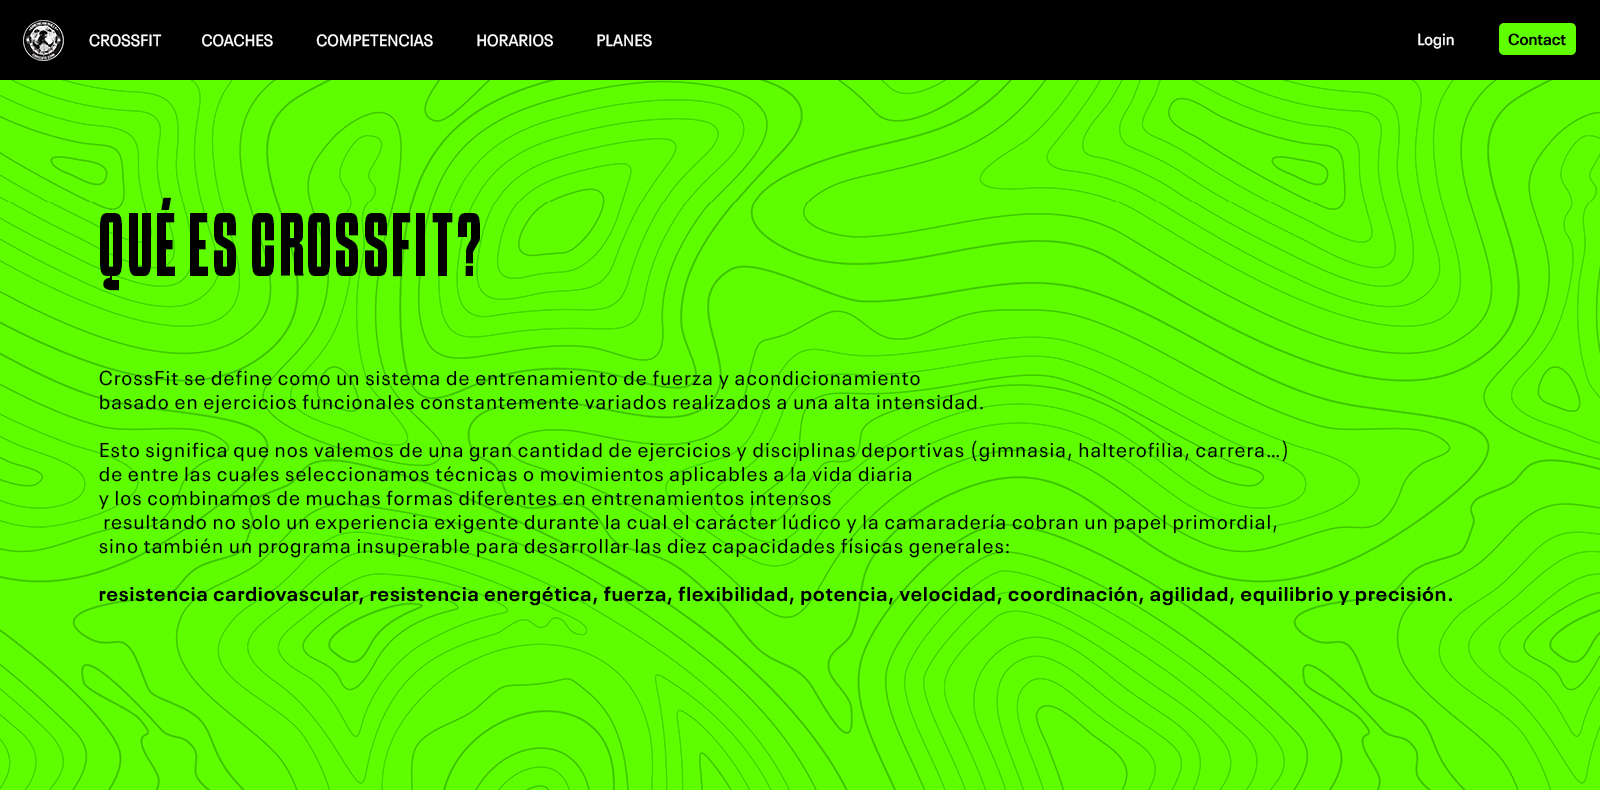 CROSSFIT COACHES COMPETENCIAS HORARIOS PLANES Login Contact
QUÉ ES CROSSFIT?
CrossFit se define como un sistema de entrenamiento de fuerza y acondicionamiento
basado en ejercicios funcionales constantemente variados realizados a una alta intensidad.
Esto significa que nos valemos de una gran cantidad de ejercicios y disciplinas deportivas (gimnasia, halterofilia, carrera...)
de entre las cuales seleccionamos técnicas o movimientos aplicables a la vida diaria
y los combinamos de muchas formas diferentes en entrenamientos intensos
resultando no solo un experiencia exigente durante la cual el carácter lúdico y la camaradería cobran un papel primordial,
sino también un programa insuperable para desarrollar las diez capacidades físicas generales:
resistencia cardiovascular, resistencia energética, fuerza, flexibilidad, potencia, velocidad, coordinación, agilidad, equilibrio y precisión.